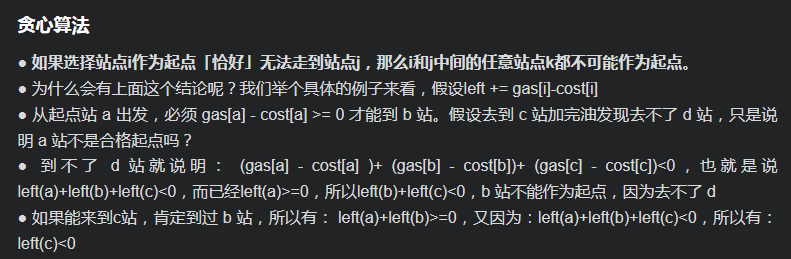 贪心算法
● 如果选择站点i作为起点「恰好」无法走到站点j，那么i和j中间的任意站点k都不可能作为起点。
● 为什么会有上面这个结论呢？我们举个具体的例子来看，假设left += gas[i]-cost[i]
● 从起点站 a 出发，必须 gas[a] - cost[a] >= 0 才能到 b 站。假设去到 c 站加完油发现去不了 d 站，只是说
明 a 站不是合格起点吗？
● 到不了 d 站就说明： (gas[a] - cost[a] )+ (gas[b] - cost[b])+ (gas[c] - cost[c])<0，也就是说
left(a)+left(b)+left(c)<0，而已经left(a)>=0，所以left(b)+left(c)<0，b 站不能作为起点，因为去不了 d
● 如果能来到c站，肯定到过 b 站，所以有： left(a)+left(b)>=0，又因为：left(a)+left(b)+left(c)<0，所以有：
left(c)<0